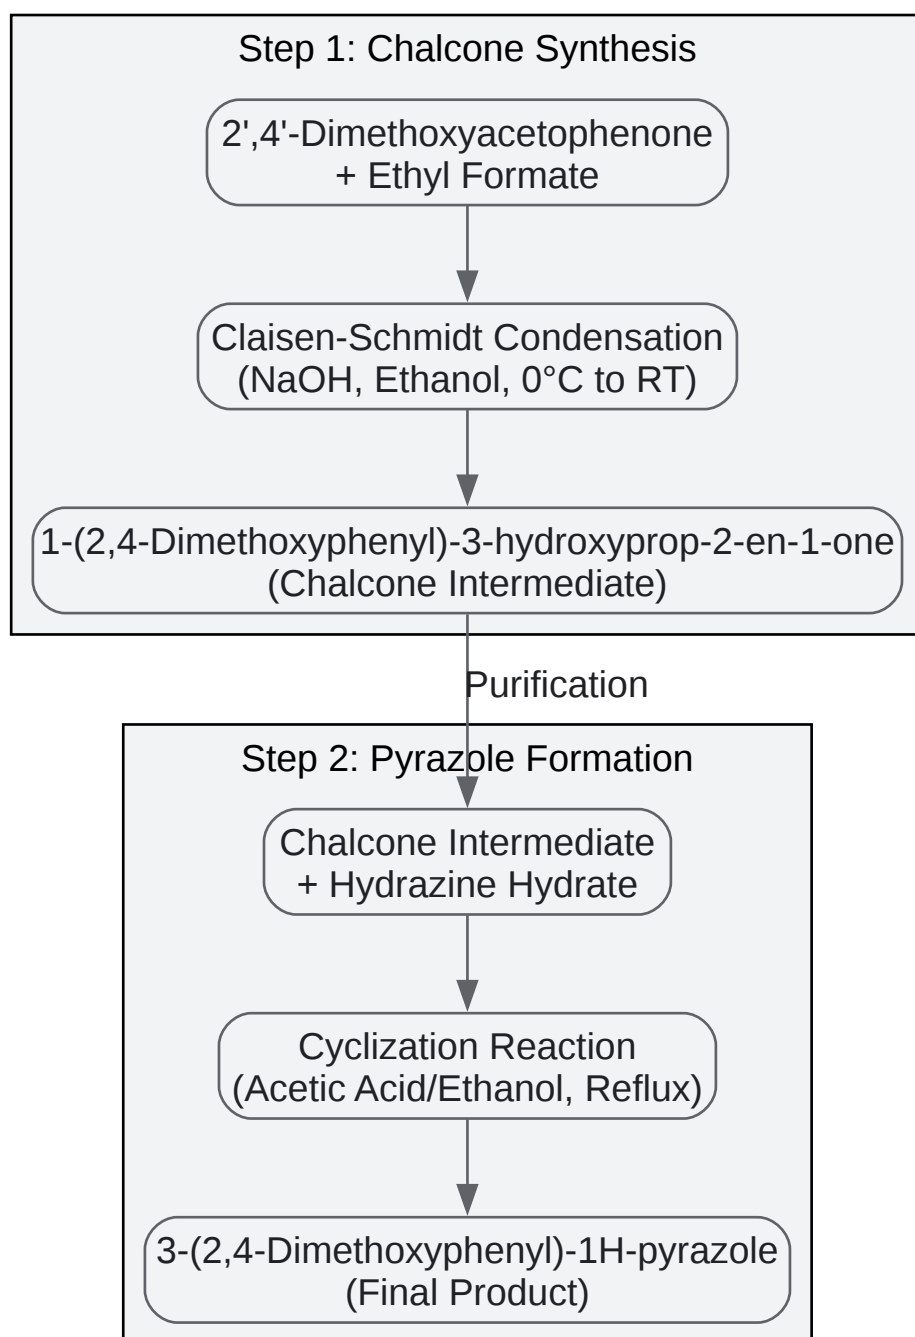 Step 1: Chalcone Synthesis
2',4'-Dimethoxyacetophenone
+ Ethyl Formate
Claisen-Schmidt Condensation
(NaOH, Ethanol, 0°C to RT)
1-(2,4-Dimethoxyphenyl)-3-hydroxyprop-2-en-1-one
(Chalcone Intermediate)
Purification
Step 2: Pyrazole Formation
Chalcone Intermediate
+ Hydrazine Hydrate
Cyclization Reaction
(Acetic Acid/Ethanol, Reflux)
3-(2,4-Dimethoxyphenyl)-1H-pyrazole
(Final Product)